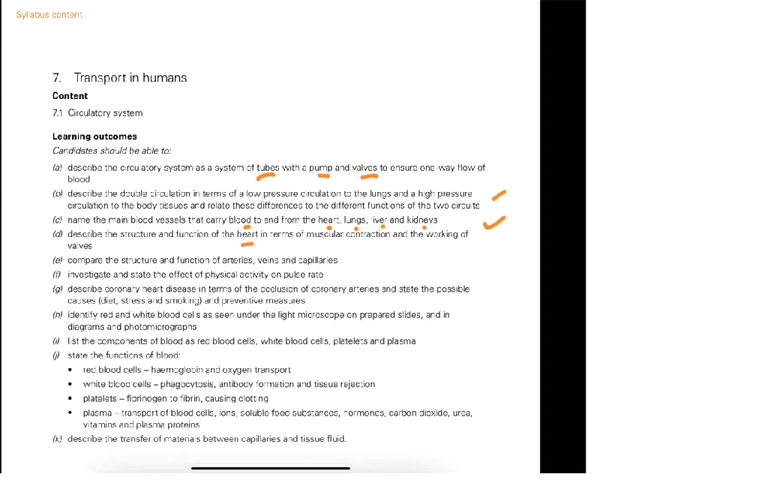 Syllabus content
7. Transport in humans
Content
7.1 Circulatory system
Learning outcomes
Candidates should be able to:
(a) describe the circulatory system as a system of tubes with a pump and valves to ensure one-way flow of
blood
(b) describe the double circulation in terms of a low pressure circulation to the lungs and a high pressure
circulation to the body tissues and relate these differences to the different functions of the two circuits
(c) name the main blood vessels that carry blood to and from the heart, lungs, liver and kidneys
(d) describe the structure and function of the heart in terms of muscular contraction and the working of
valves
(e) compare the structure and function of arteries, veins and capillaries
(f) investigate and state the effect of physical activity on pulse rate
(g) describe coronary heart disease in terms of the occlusion of coronary arteries and state the possible
causes (diet, stress and smoking) and preventive measures
(h) identify red and white blood cells as seen under the light microscope on prepared slides, and in
diagrams and photomicrographs
(i) list the components of blood as red blood cells, white blood cells, platelets and plasma
(j) state the functions of blood:
• red blood cells – haemoglobin and oxygen transport
• white blood cells – phagocytosis, antibody formation and tissue rejection
• platelets – fibrinogen to fibrin, causing clotting
• plasma – transport of blood cells, ions, soluble food substances, hormones, carbon dioxide, urea,
vitamins and plasma proteins
(k) describe the transfer of materials between capillaries and tissue fluid.